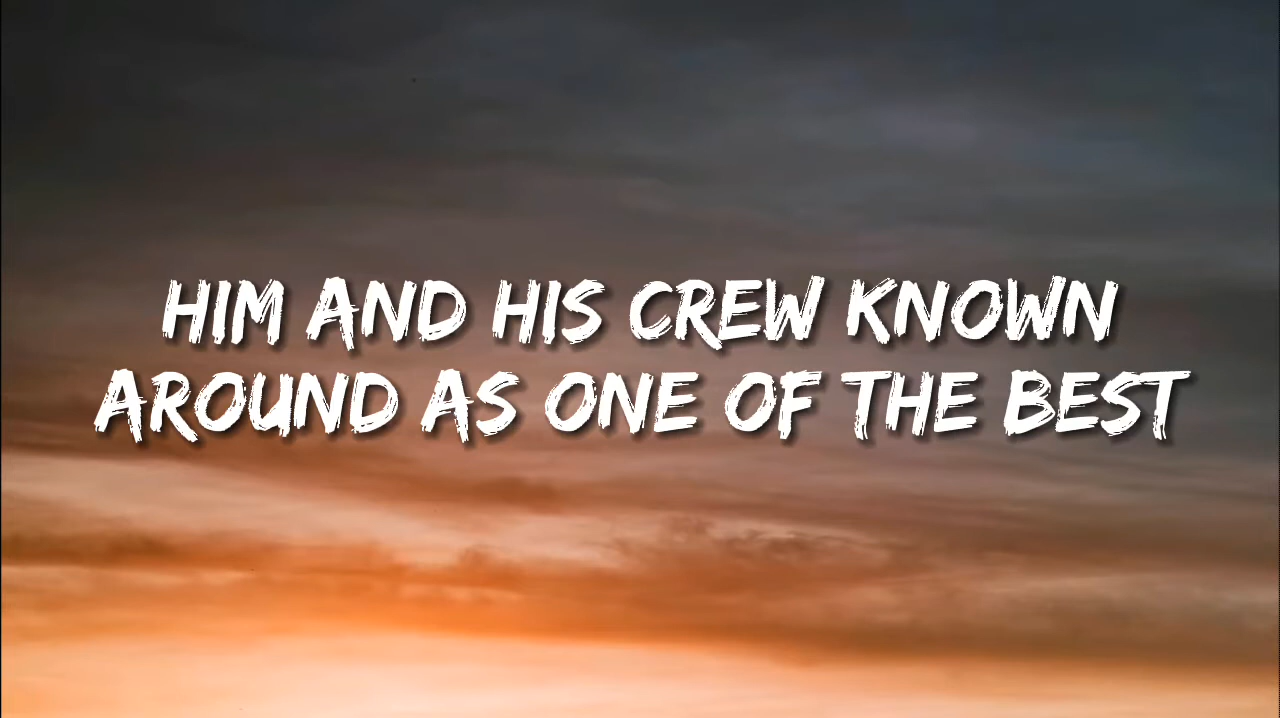 HIM AND HIS CREW KNOWN
AROUND AS ONE OF THE BEST